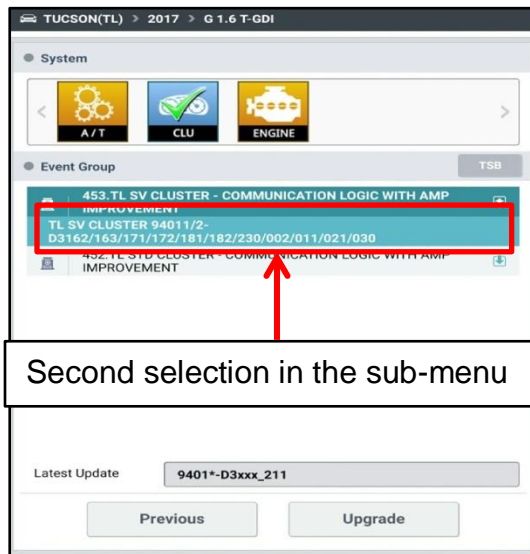 TUCSON(TL) > 2017 > G 1.6 T-GDI
System
< A/T CLU ENGINE >
Event Group TSB
453.TL SV CLUSTER - COMMUNICATION LOGIC WITH AMP
IMPROVEMENT
TL SV CLUSTER 94011/2-
D3162/163/171/172/181/182/230/002/011/021/030
452.TL STD CLUSTER - COMMUNICATION LOGIC WITH AMP
IMPROVEMENT
Second selection in the sub-menu
Latest Update 9401*-D3xxx_211
Previous Upgrade